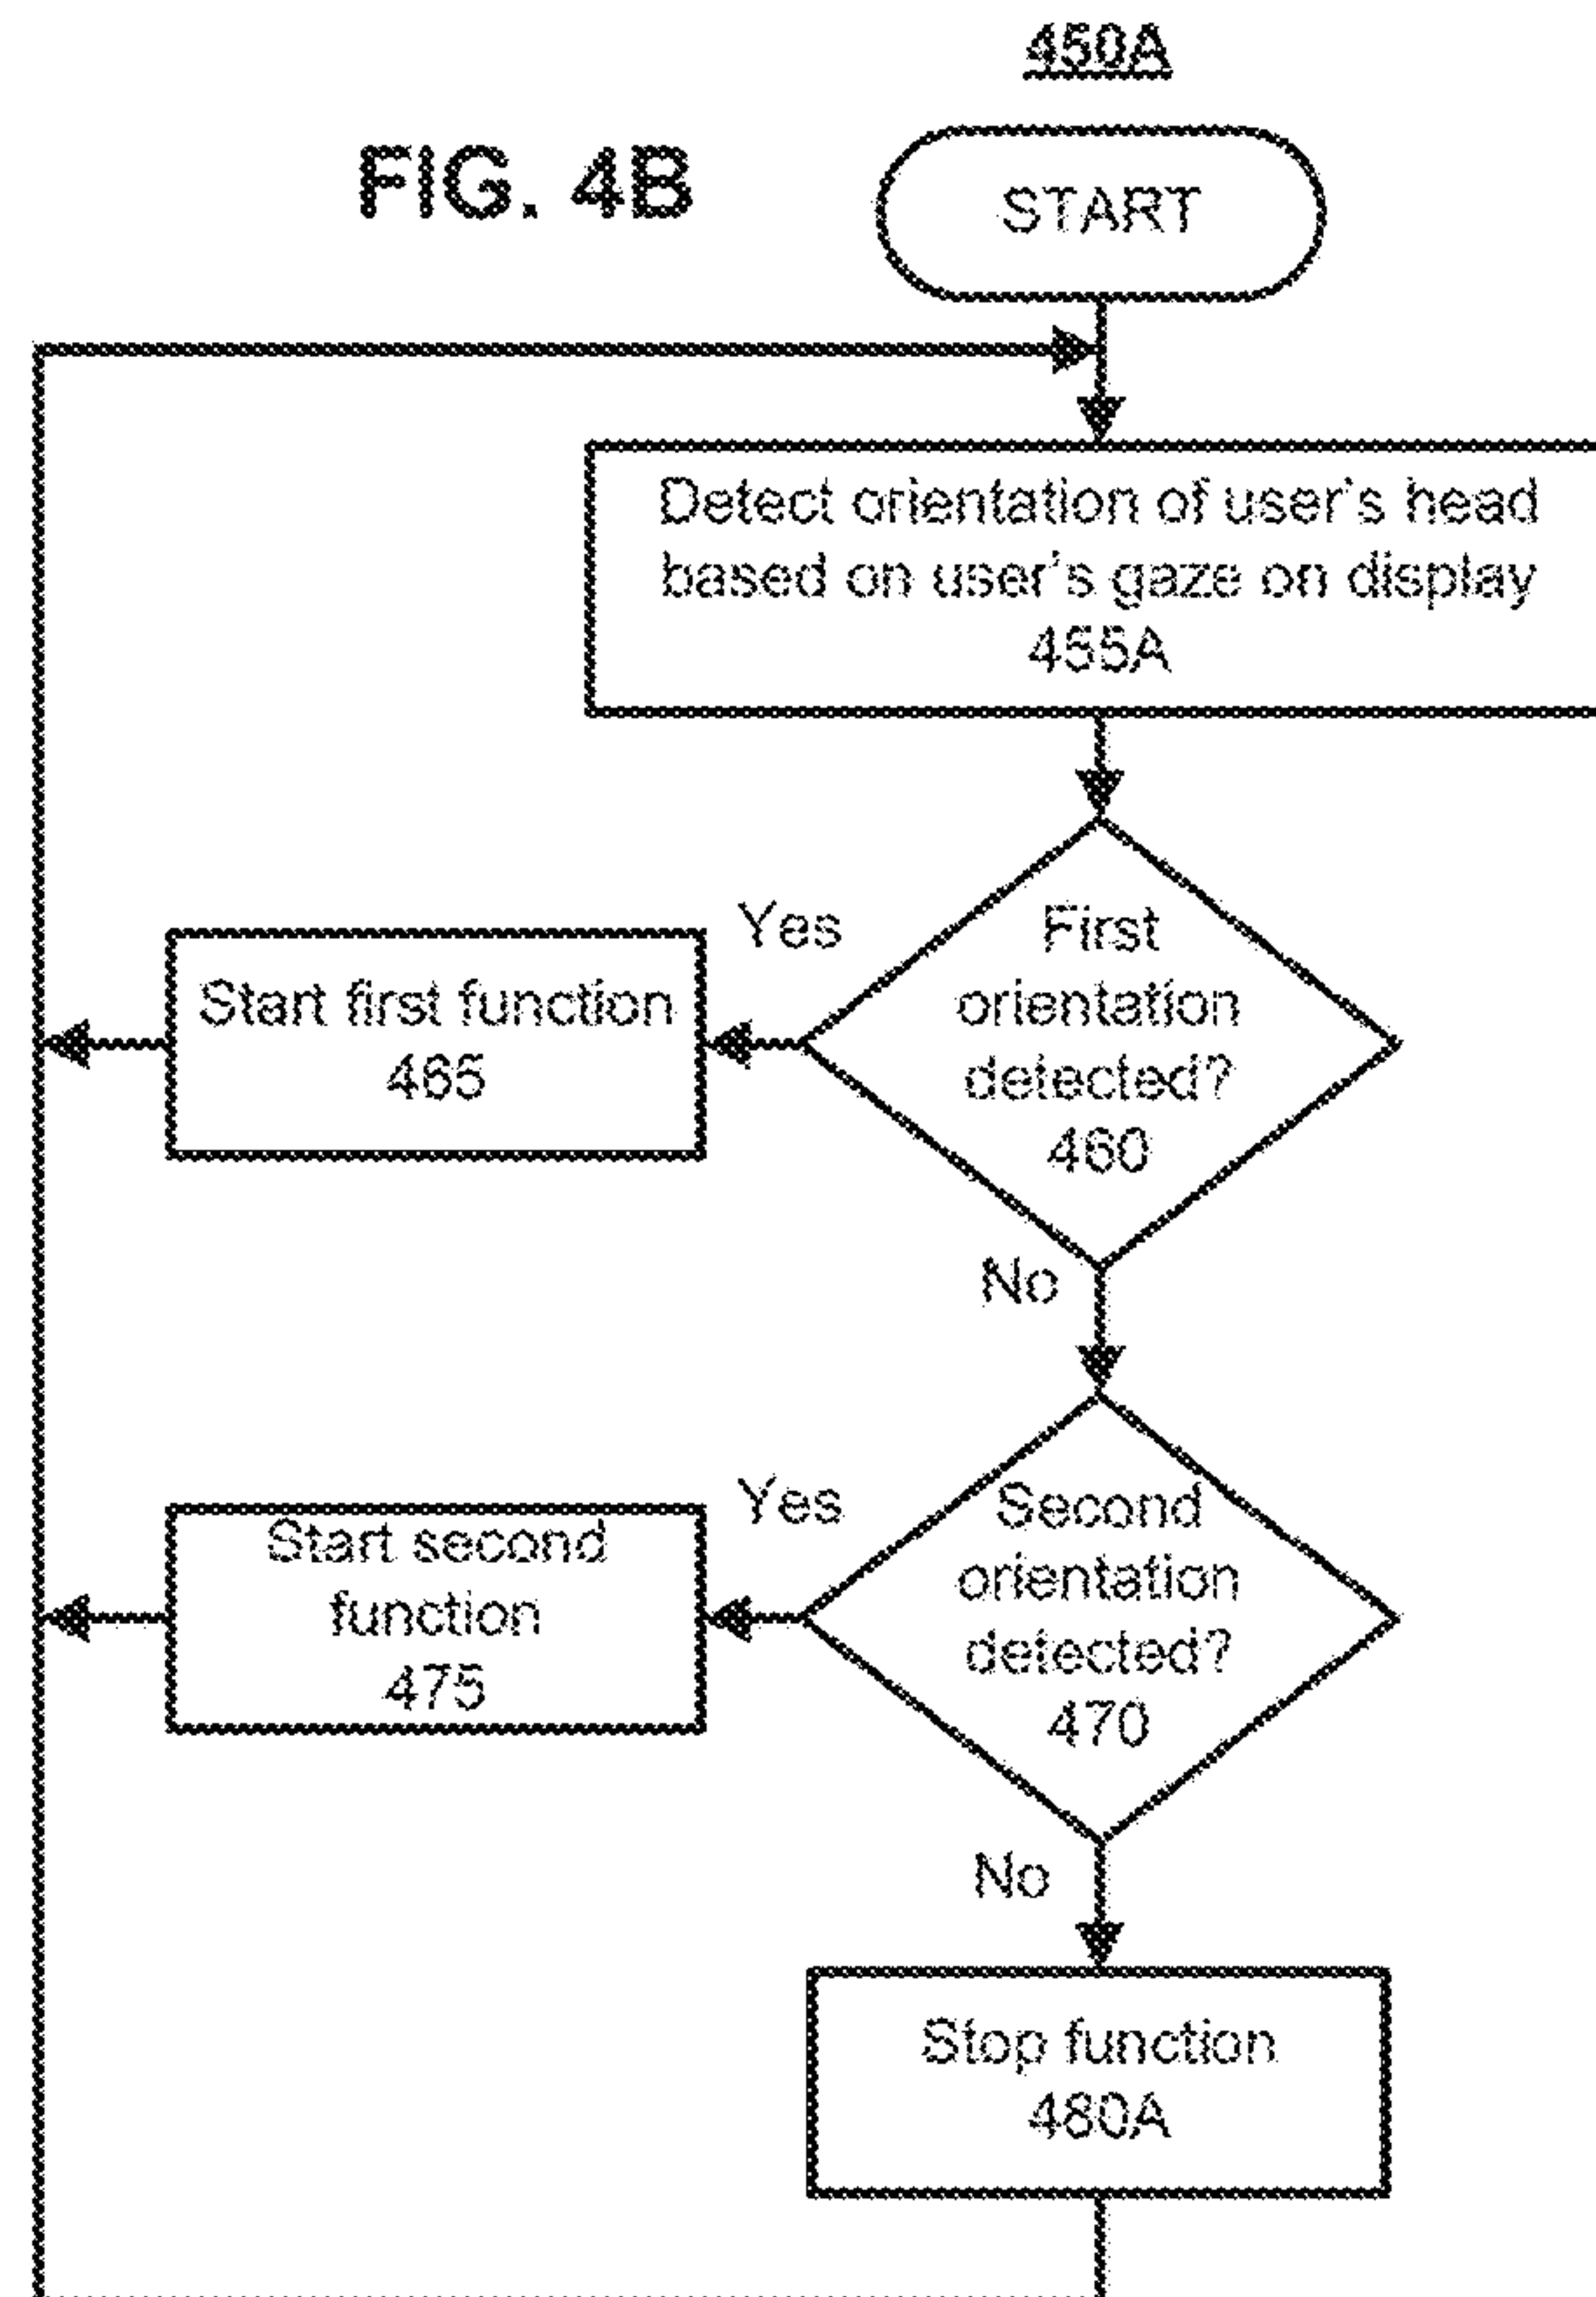 450A
FIG. 4B
START
Detect orientation of user's head
based on user's gaze on display
455A
Yes
First
orientation
detected?
460
Start first function
465
No
Yes
Second
orientation
detected?
470
Start second
function
475
No
Stop function
480A